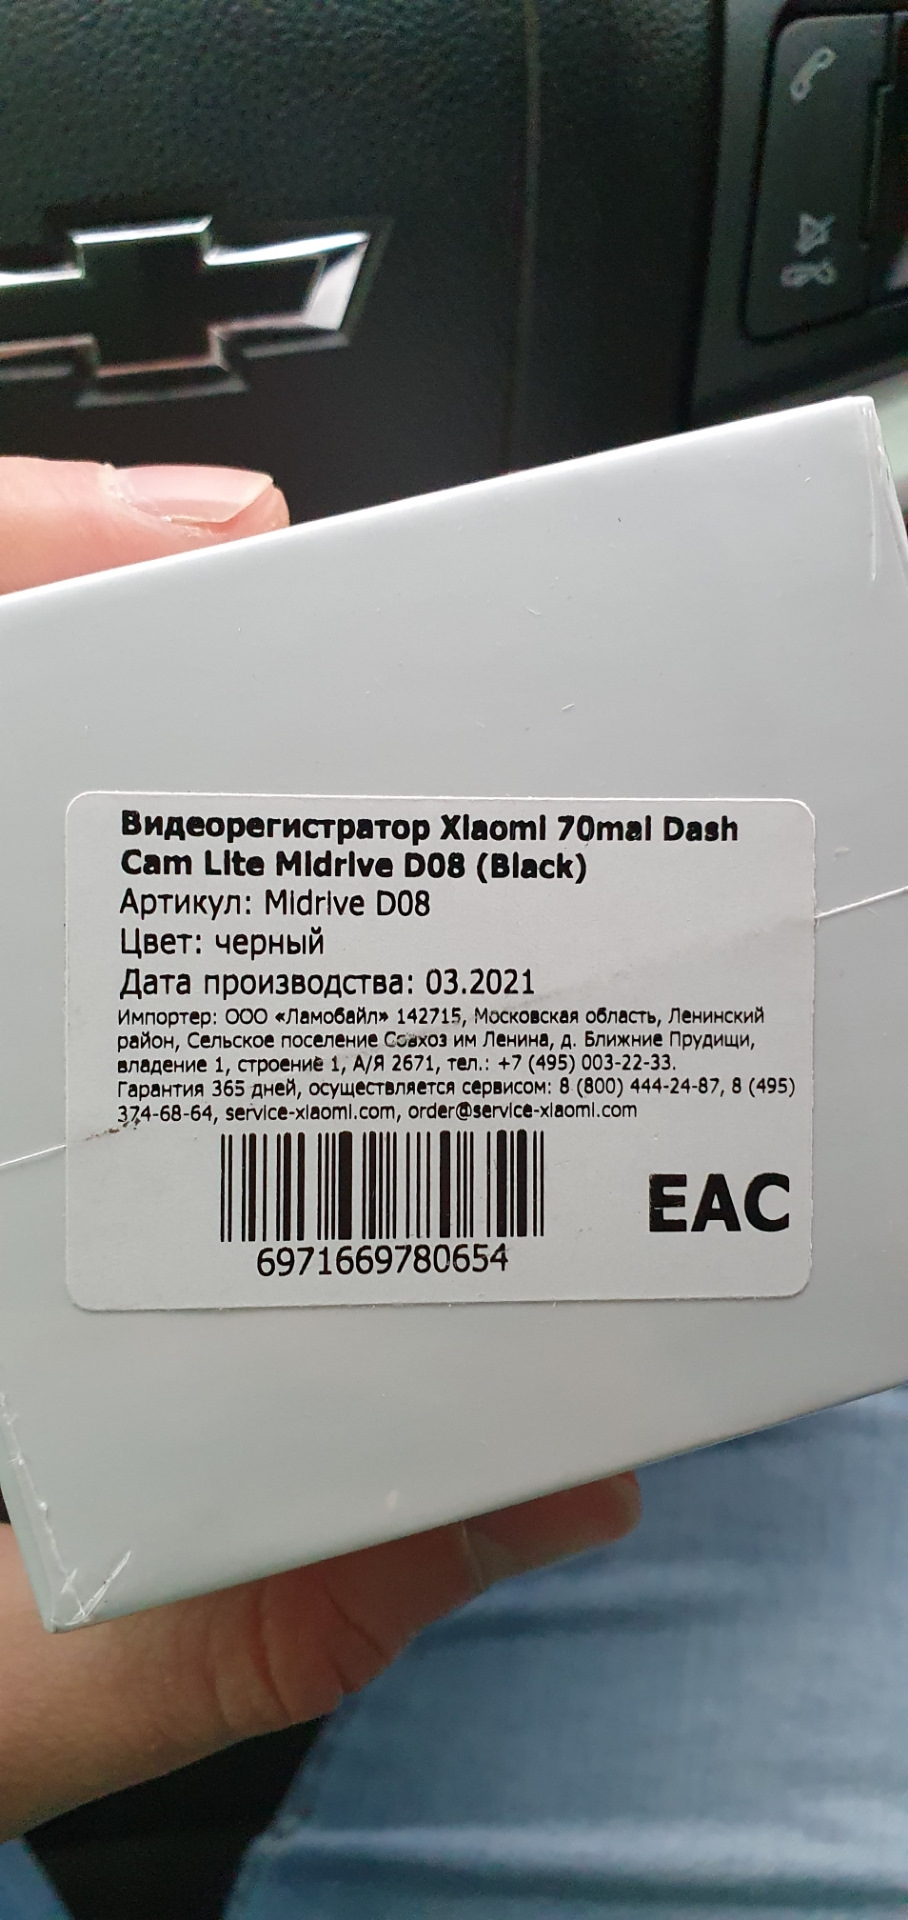 Видеорегистратор Xiaomi 70mai Dash
Cam Lite Midrive D08 (Black)
Артикул: Midrive D08
Цвет: черный
Дата производства: 03.2021
Импортер: ООО «Ламобайл» 142715, Московская область, Ленинский
район, Сельское поселение Совхоз им Ленина, д. Ближние Прудищи,
владение 1, строение 1, А/Я 2671, тел.: +7 (495) 003-22-33.
Гарантия 365 дней, осуществляется сервисом: 8 (800) 444-24-87, 8 (495)
374-68-64, service-xiaomi.com, order@service-xiaomi.com
6971669780654
EAC